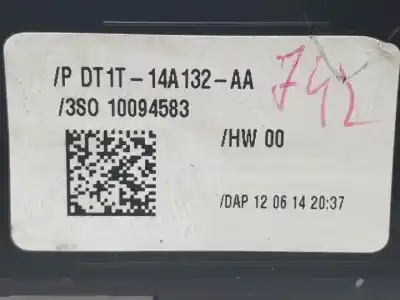 /P DT1T-14A132-AA
742
/3SO 10094583
/HW 00
/DAP 12 06 14 20:37